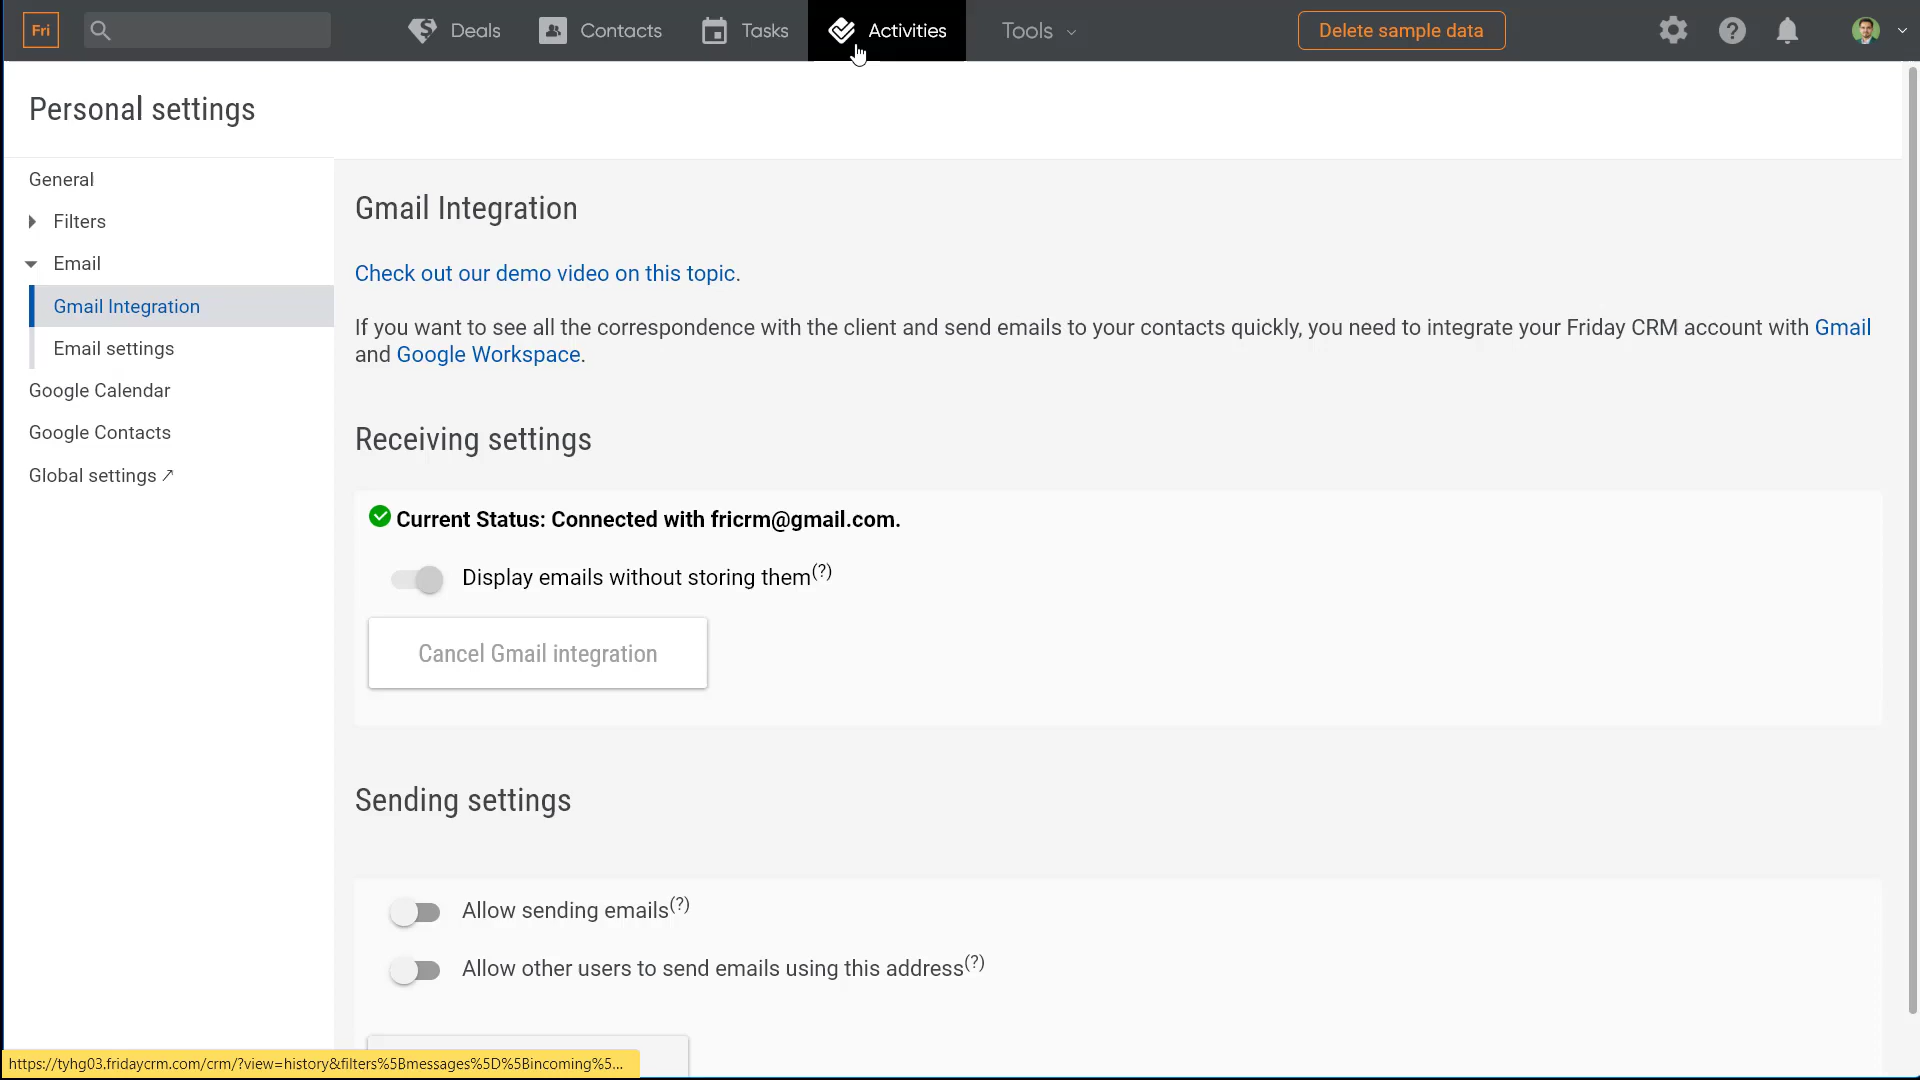 Fri
Deals
Contacts
Tasks
Activities
Tools
Delete sample data
Personal settings
General
Filters
Email
Gmail Integration
Email settings
Google Calendar
Google Contacts
Global settings ↗
Gmail Integration
Check out our demo video on this topic.
If you want to see all the correspondence with the client and send emails to your contacts quickly, you need to integrate your Friday CRM account with Gmail
and Google Workspace.
Receiving settings
Current Status: Connected with fricrm@gmail.com.
Display emails without storing them(?)
Cancel Gmail integration
Sending settings
Allow sending emails(?)
Allow other users to send emails using this address(?)
https://tyhg03.fridaycrm.com/crm/?view=history&filters%5Bmessages%5D%5Bincoming%5...